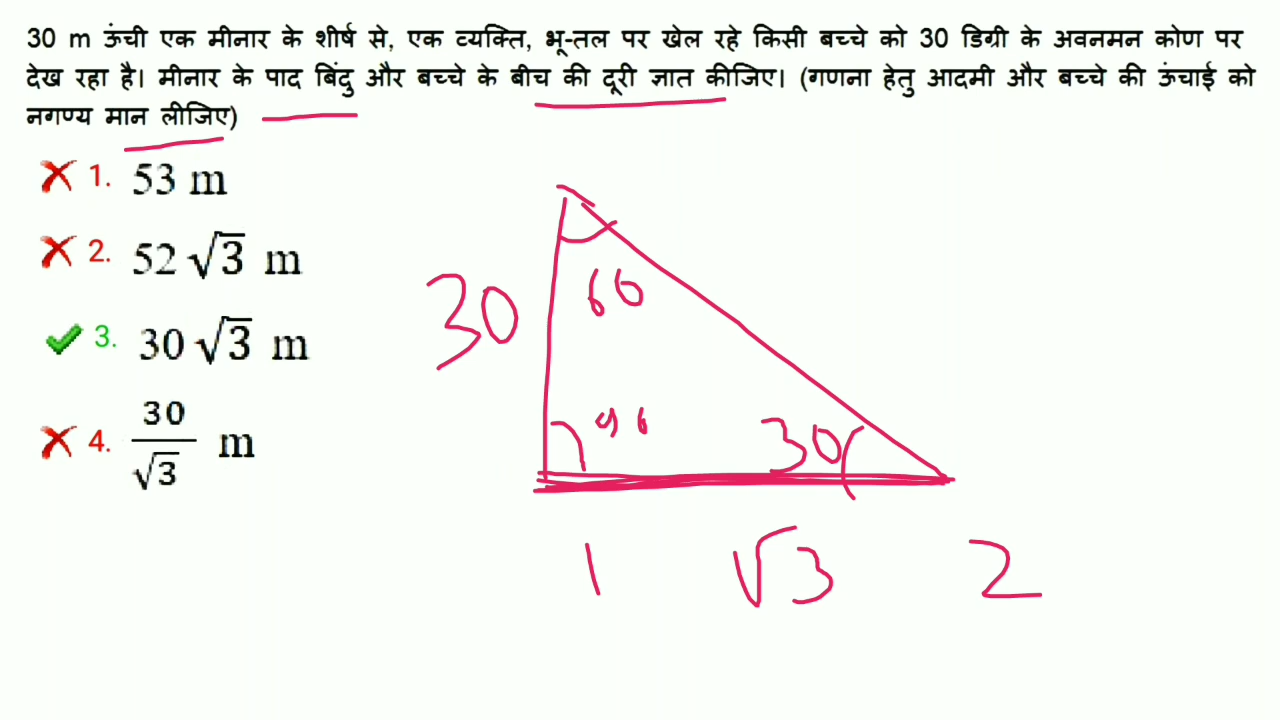 30 m ऊंची एक मीनार के शीर्ष से, एक व्यक्ति, भू-तल पर खेल रहे किसी बच्चे को 30 डिग्री के अवनमन कोण पर
देख रहा है। मीनार के पाद बिंदु और बच्चे के बीच की दूरी ज्ञात कीजिए। (गणना हेतु आदमी और बच्चे की ऊंचाई को
नगण्य मान लीजिए)
1. 53 m
2. 52 √3 m
3. 30 √3 m
4. 30/√3 m
30
60
90
30
1 √3 2